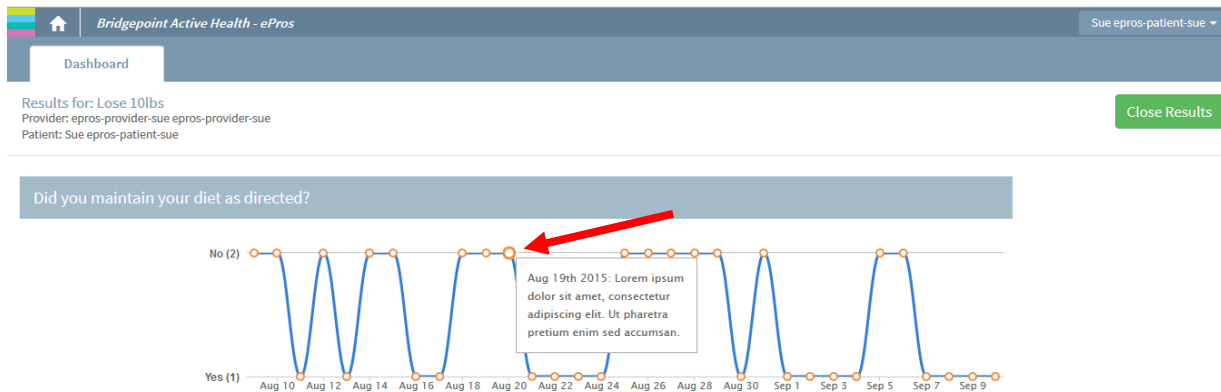 Bridgepoint Active Health - ePros
Sue epros-patient-sue
Dashboard
Results for: Lose 10lbs
Provider: epros-provider-sue epros-provider-sue
Patient: Sue epros-patient-sue
Close Results
Did you maintain your diet as directed?
No (2)
Aug 19th 2015: Lorem ipsum
dolor sit amet, consectetur
adipiscing elit. Ut pharetra
pretium enim sed accumsan.
Yes (1)
Aug 10 Aug 12 Aug 14 Aug 16 Aug 18 Aug 20 Aug 22 Aug 24 Aug 26 Aug 28 Aug 30 Sep 1 Sep 3 Sep 5 Sep 7 Sep 9